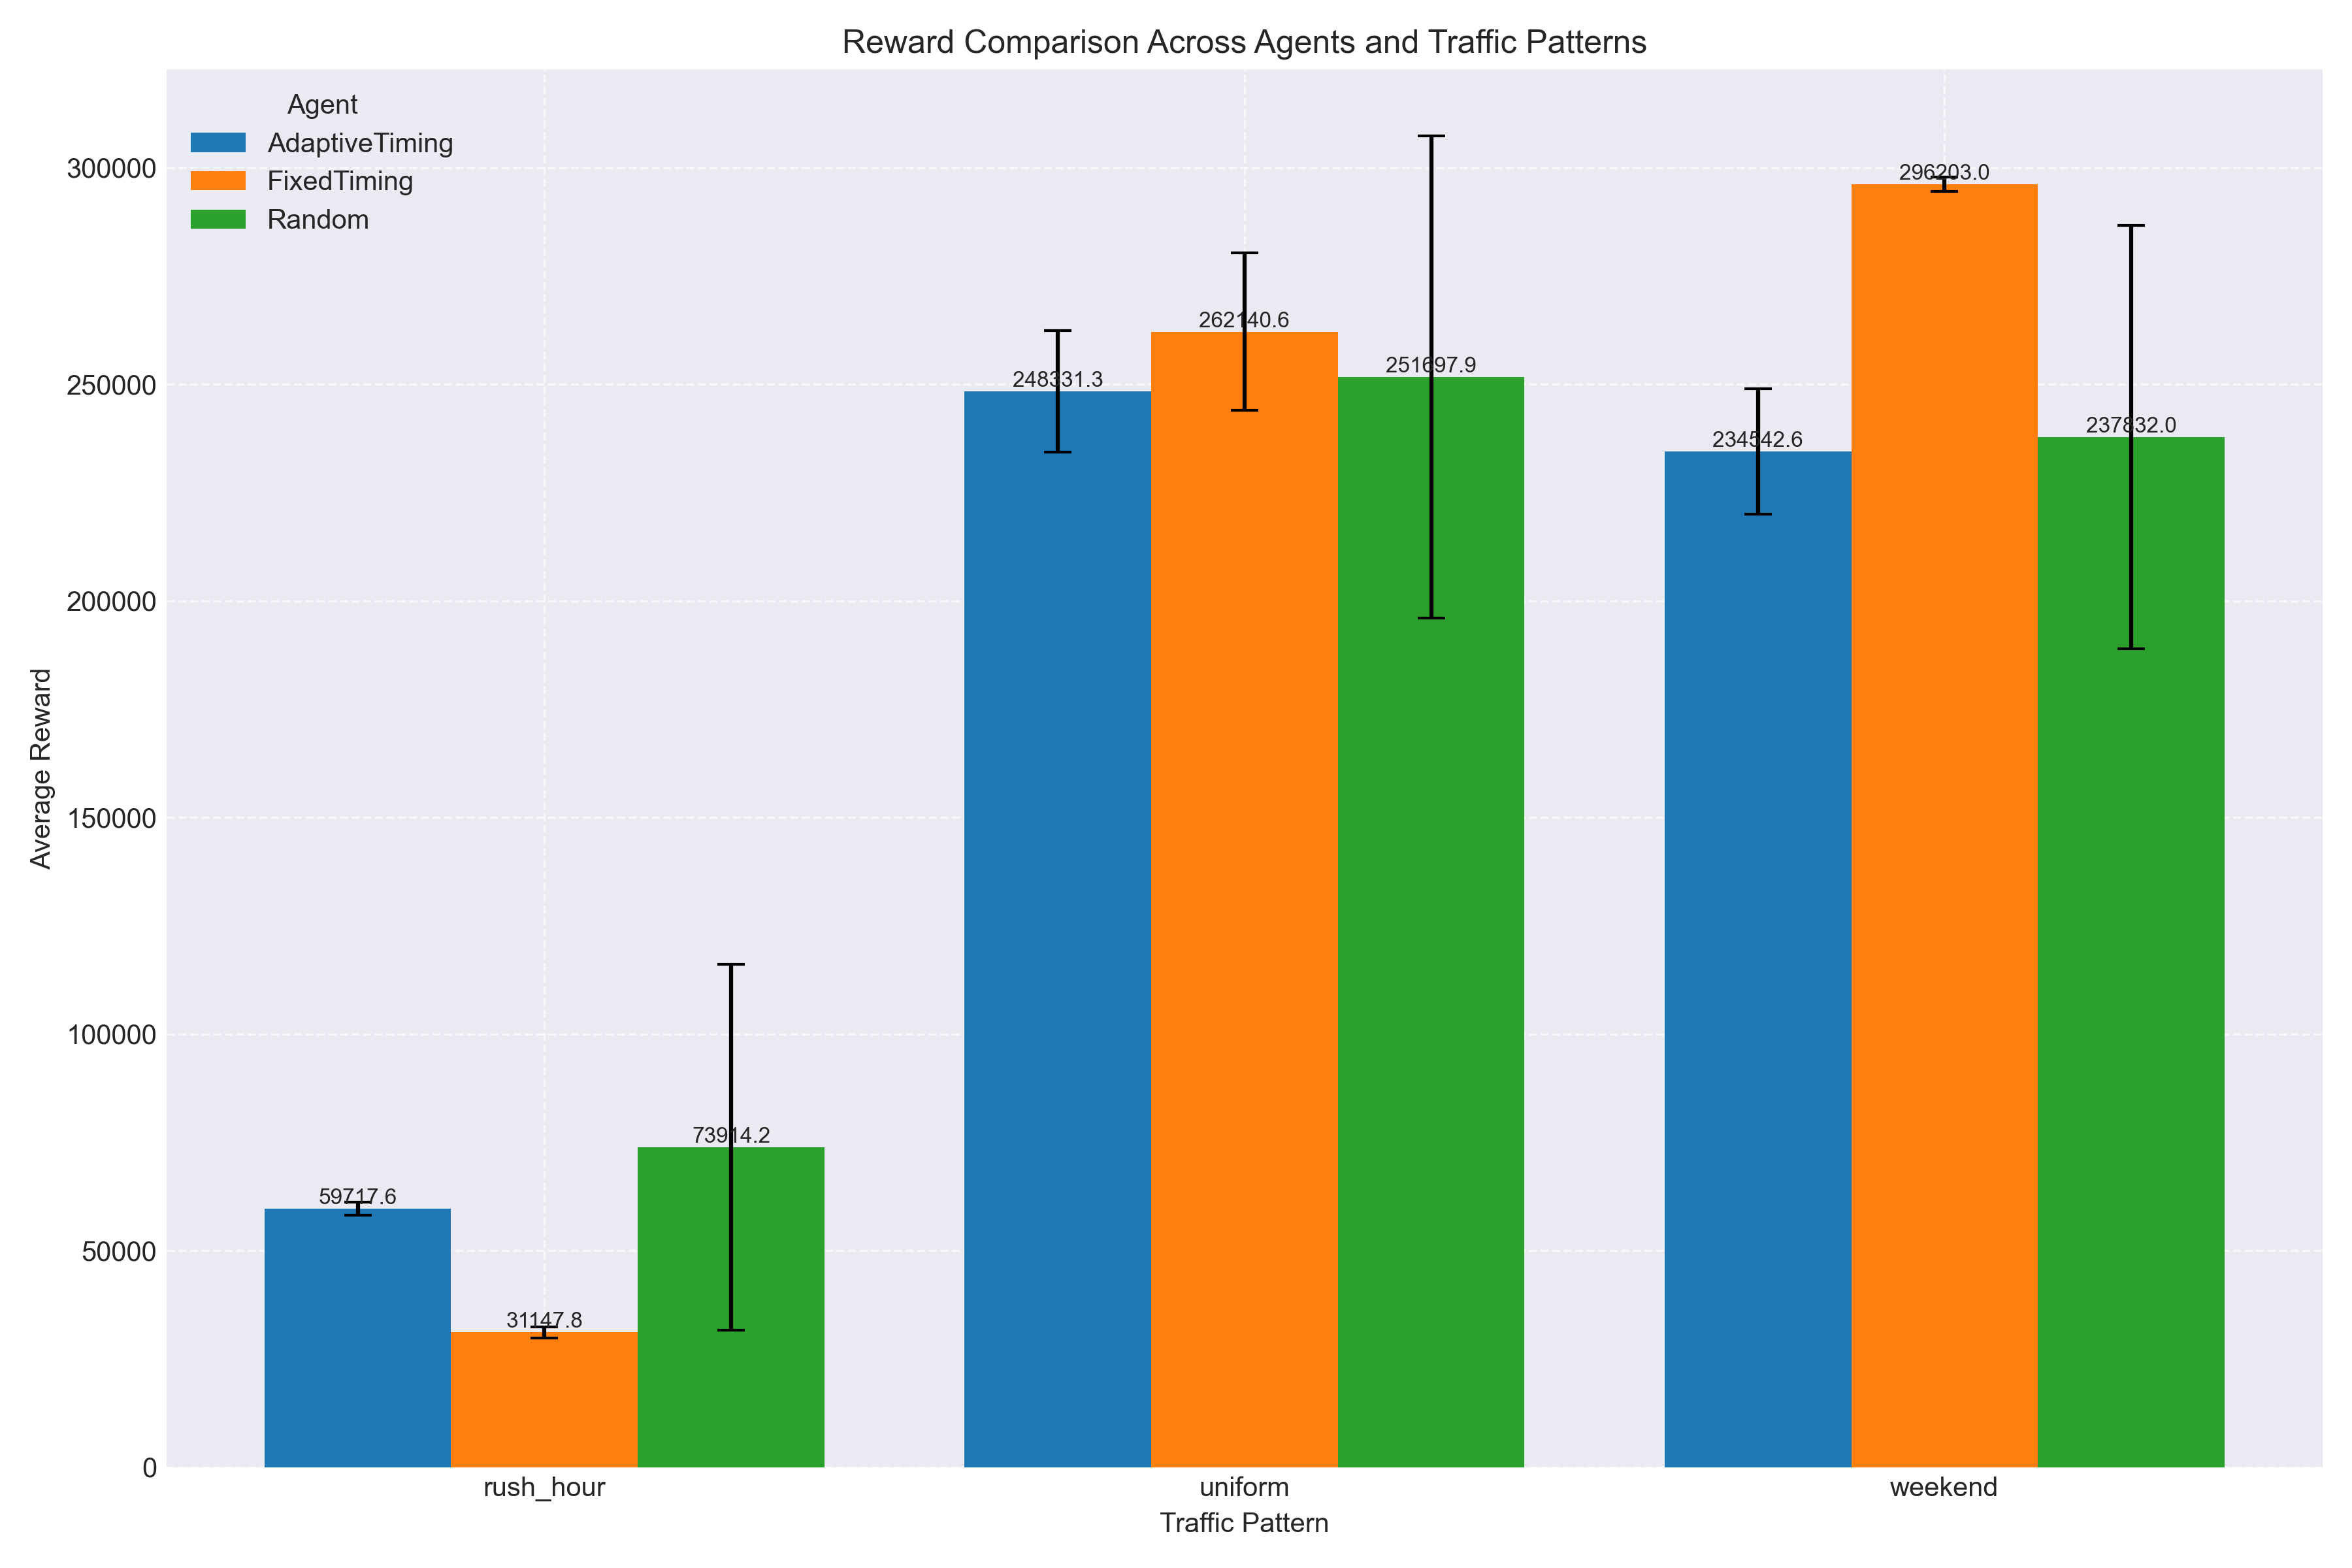 Reward Comparison Across Agents and Traffic Patterns
Agent
AdaptiveTiming
FixedTiming
Random
300000
250000
200000
150000
100000
50000
0
Average Reward
59717.6
31147.8
73914.2
248331.3
262140.6
251697.9
234542.6
296203.0
237832.0
rush_hour
uniform
weekend
Traffic Pattern